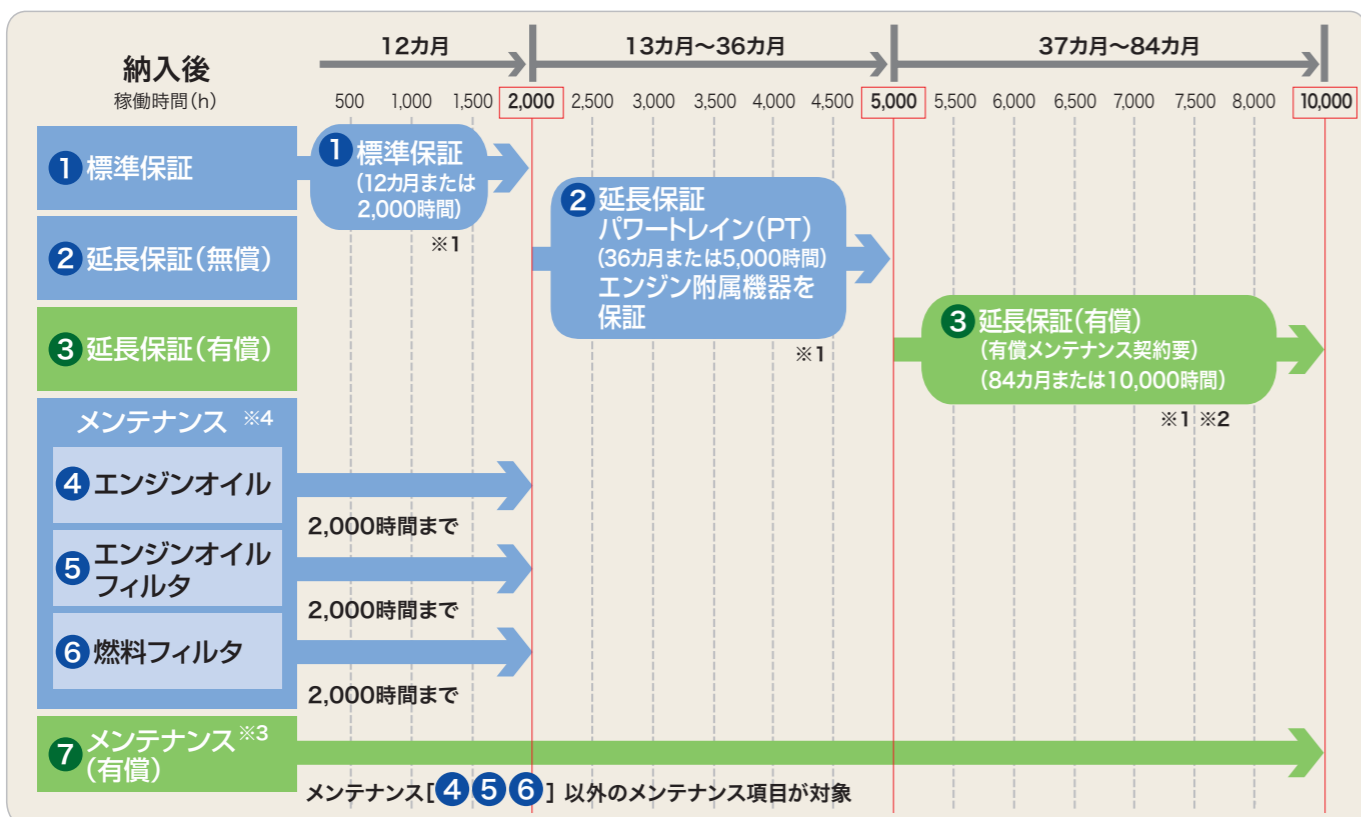 納入後
稼働時間(h)
12カ月
13カ月～36カ月
37カ月～84カ月
500 1,000 1,500 2,000 2,500 3,000 3,500 4,000 4,500 5,000 5,500 6,000 6,500 7,000 7,500 8,000 10,000
❶標準保証
❶標準保証
(12カ月または
2,000時間)
※1
❷延長保証(無償)
❷延長保証
パワートレイン(PT)
(36カ月または5,000時間)
エンジン附属機器を
保証
※1
❸延長保証(有償)
❸延長保証(有償)
(有償メンテナンス契約要)
(84カ月または10,000時間)
※1 ※2
メンテナンス ※4
❹エンジンオイル
2,000時間まで
❺エンジンオイル
フィルタ
2,000時間まで
❻燃料フィルタ
2,000時間まで
❼メンテナンス※3
(有償)
メンテナンス[❹❺❻] 以外のメンテナンス項目が対象